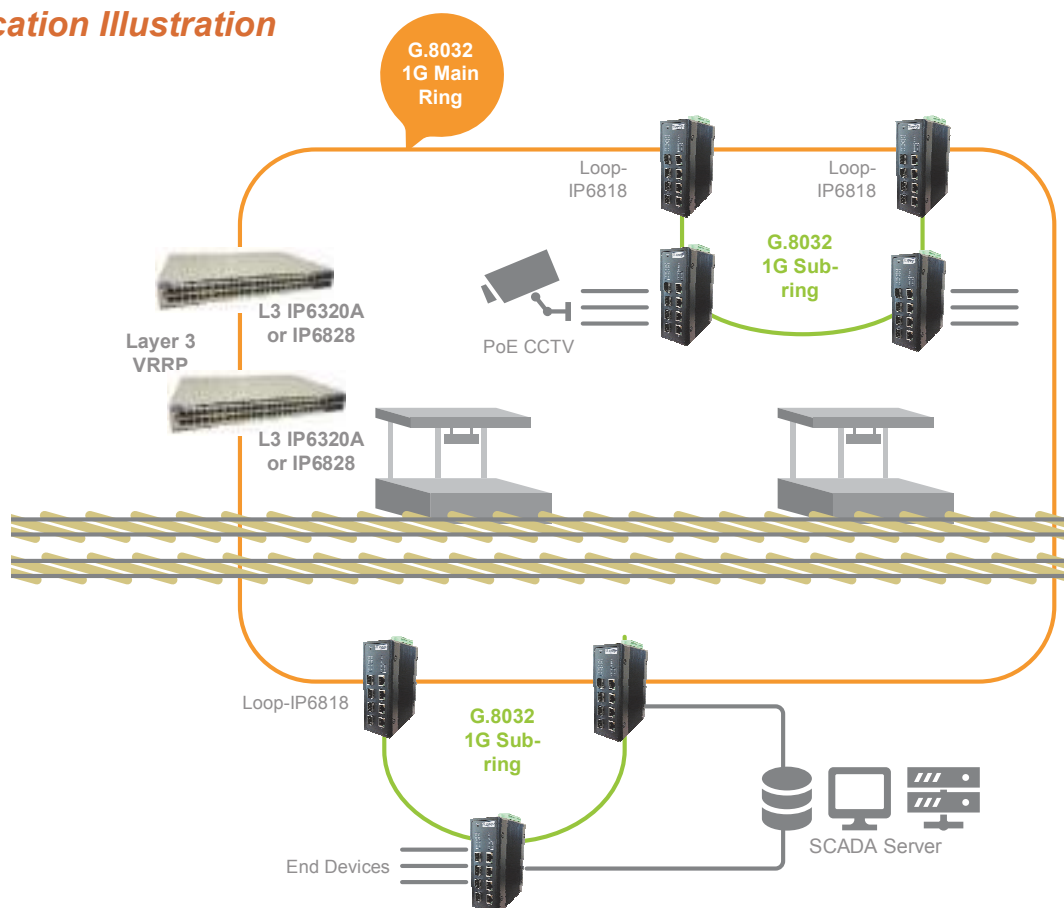 cation Illustration
G.8032
1G Main
Ring
Loop-
IP6818
Loop-
IP6818
G.8032
1G Sub-
ring
PoE CCTV
L3 IP6320A
or IP6828
Layer 3
VRRP
L3 IP6320A
or IP6828
Loop-IP6818
G.8032
1G Sub-
ring
End Devices
SCADA Server